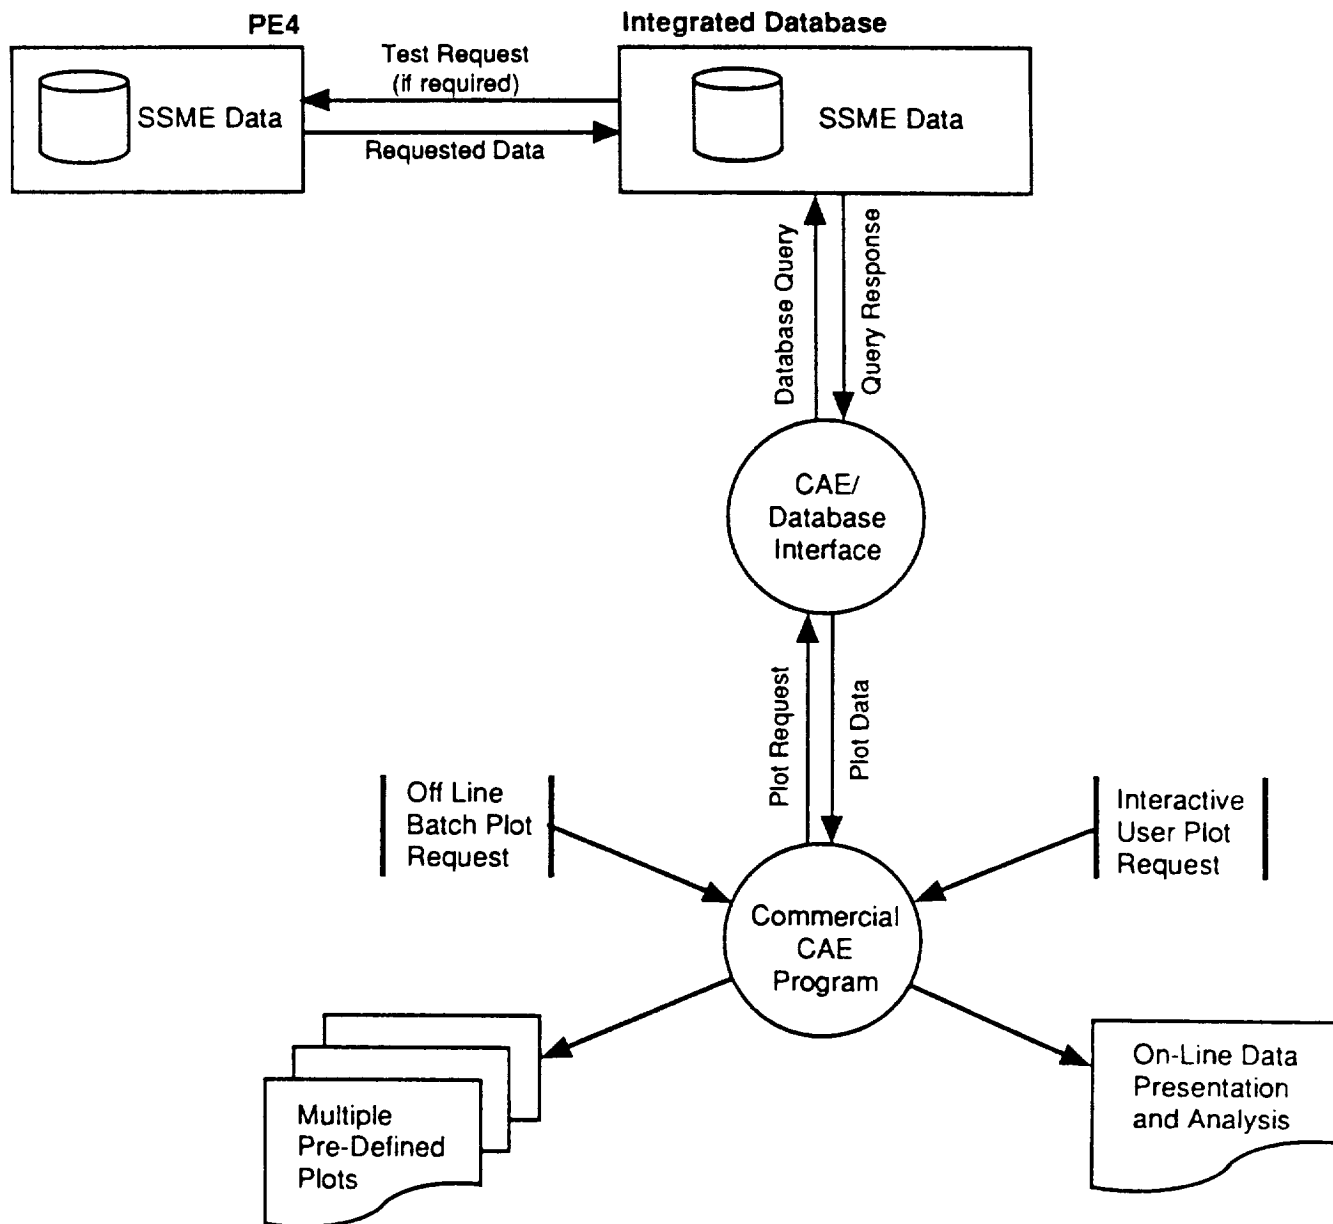 PE4
Integrated Database
Test Request
(if required)
SSME Data
SSME Data
Requested Data
Database Query
Query Response
CAE/
Database
Interface
Plot Request
Plot Data
Off Line
Batch Plot
Request
Interactive
User Plot
Request
Commercial
CAE
Program
Multiple
Pre-Defined
Plots
On-Line Data
Presentation
and Analysis